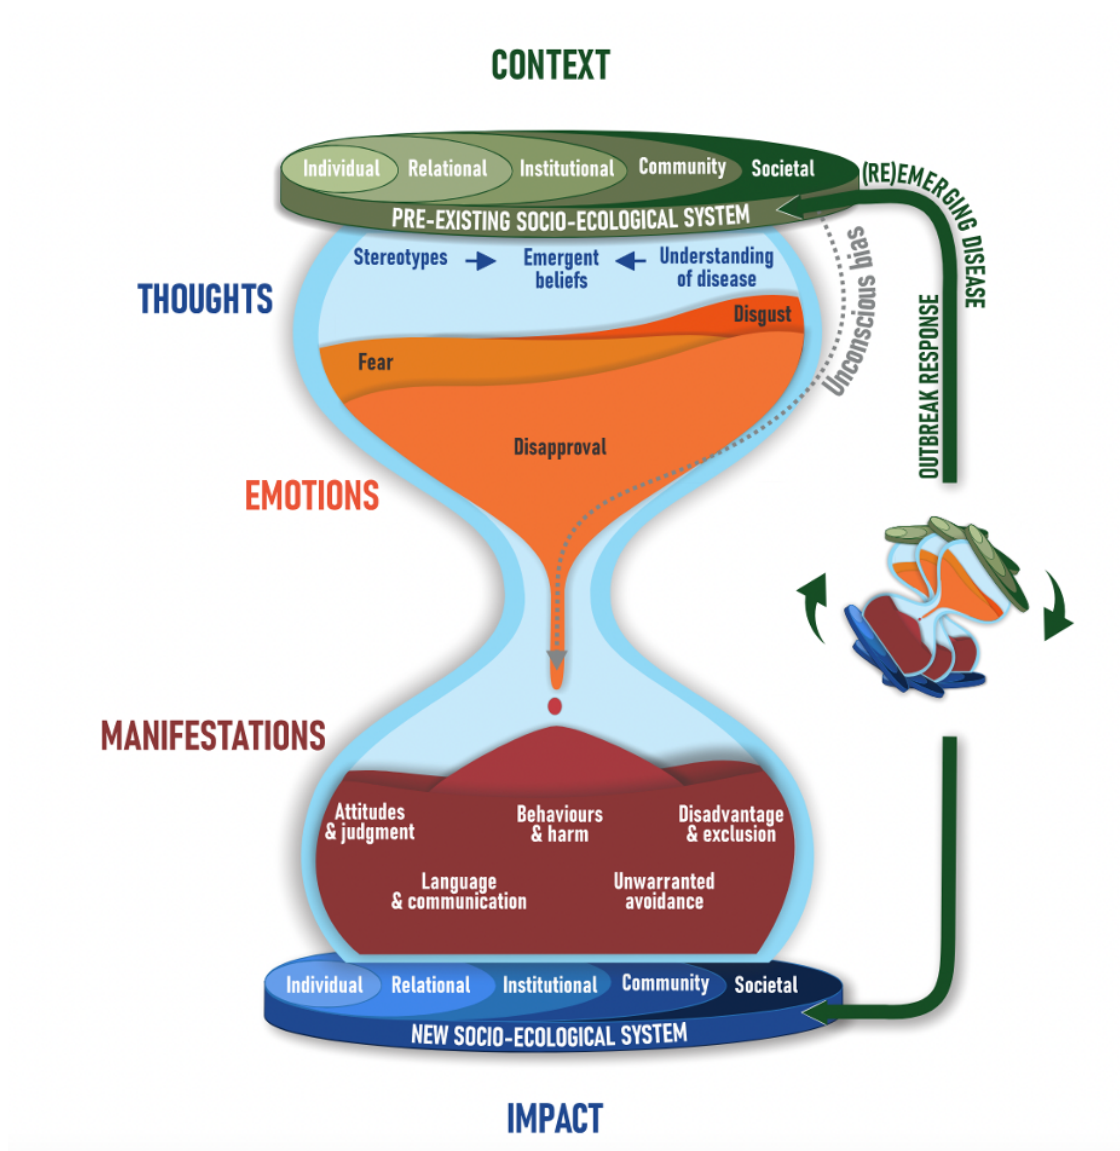 CONTEXT
Individual
Relational
Institutional
Community
Societal
PRE-EXISTING SOCIO-ECOLOGICAL SYSTEM
(RE)EMERGING DISEASE
OUTBREAK RESPONSE
Unconscious bias
THOUGHTS
Stereotypes
Emergent
beliefs
Understanding
of disease
Disgust
Fear
Disapproval
EMOTIONS
MANIFESTATIONS
Attitudes
& judgment
Behaviours
& harm
Disadvantage
& exclusion
Language
& communication
Unwarranted
avoidance
Individual
Relational
Institutional
Community
Societal
NEW SOCIO-ECOLOGICAL SYSTEM
IMPACT